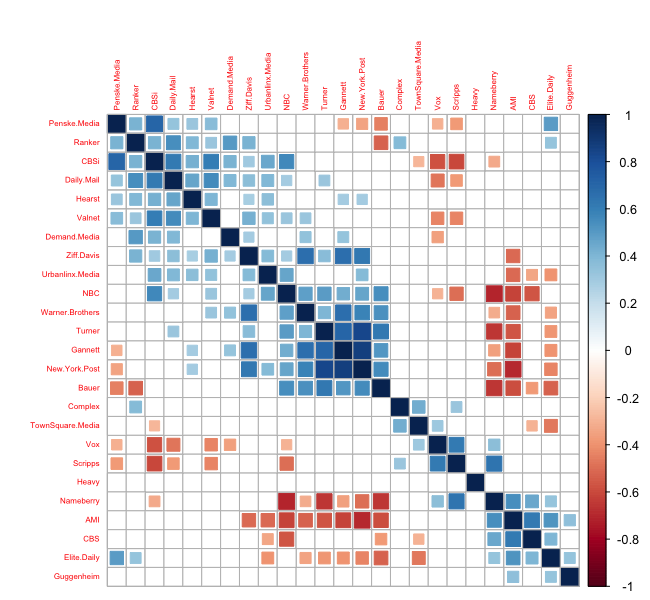 Penske.Media
Ranker
CBSi
Daily.Mail
Hearst
Valnet
Demand.Media
Ziff.Davis
Urbanlinx.Media
NBC
Warner.Brothers
Turner
Gannett
New.York.Post
Bauer
Complex
TownSquare.Media
Vox
Scripps
Heavy
Nameberry
AMI
CBS
Elite.Daily
Guggenheim
Penske.Media
Ranker
CBSi
Daily.Mail
Hearst
Valnet
Demand.Media
Ziff.Davis
Urbanlinx.Media
NBC
Warner.Brothers
Turner
Gannett
New.York.Post
Bauer
Complex
TownSquare.Media
Vox
Scripps
Heavy
Nameberry
AMI
CBS
Elite.Daily
Guggenheim
1
0.8
0.6
0.4
0.2
0
-0.2
-0.4
-0.6
-0.8
-1